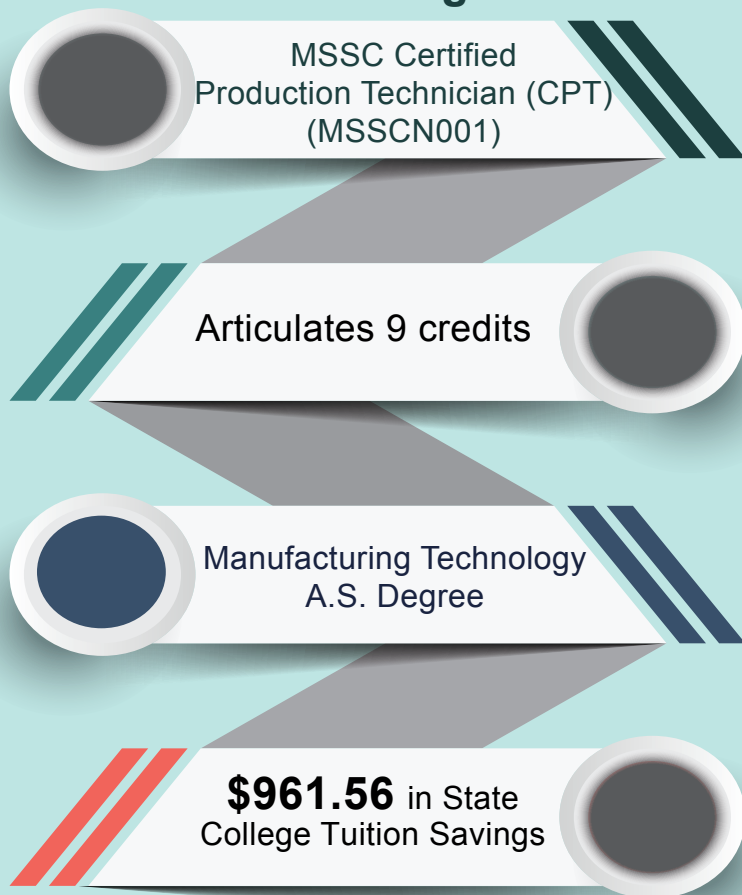 MSSC Certified
Production Technician (CPT)
(MSSCN001)
Articulates 9 credits
Manufacturing Technology
A.S. Degree
$961.56 in State
College Tuition Savings